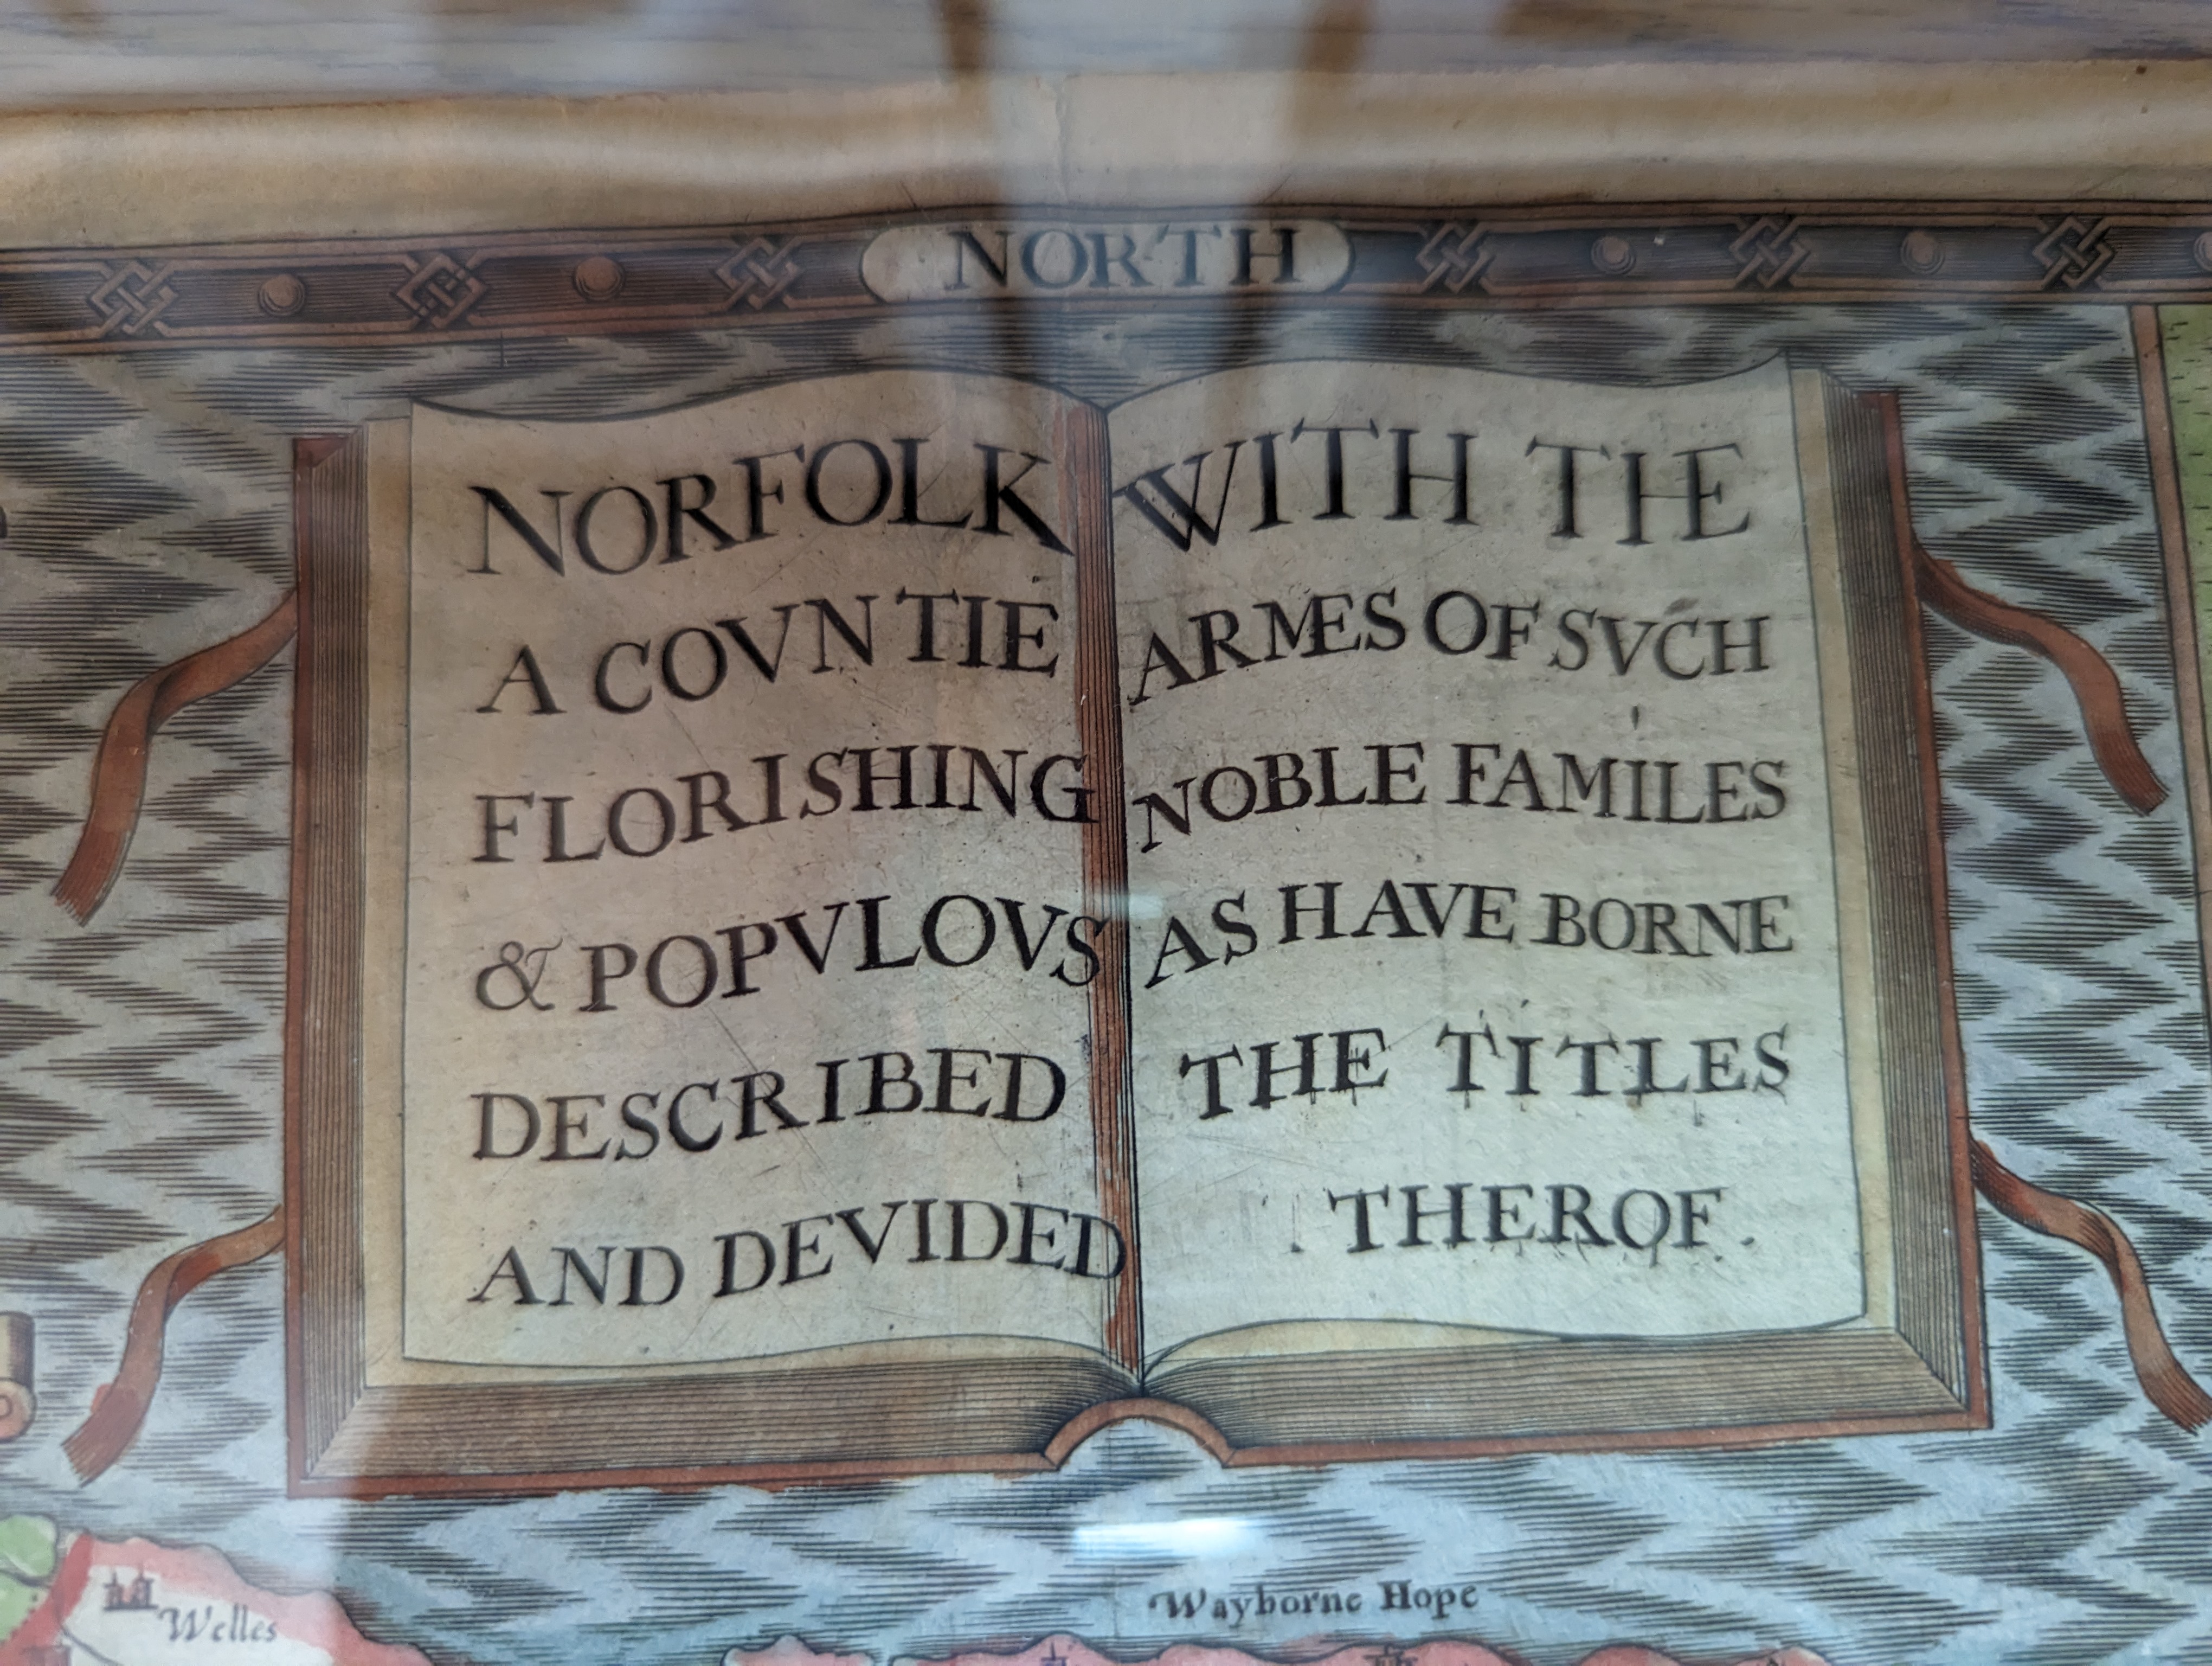 NORTH
NORFOLK
A COVNTIE
FLORISHING
& POPVLOVS
DESCRIBED
AND DEVIDED
WITH THE
ARMES OF SVCH
NOBLE FAMILES
AS HAVE BORNE
THE TITLES
THEROF.
Wayborne Hope
Welles